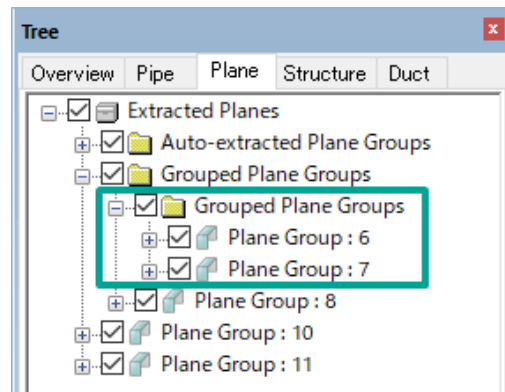 Tree
Overview Pipe Plane Structure Duct
Extracted Planes
Auto-extracted Plane Groups
Grouped Plane Groups
Grouped Plane Groups
Plane Group : 6
Plane Group : 7
Plane Group : 8
Plane Group : 10
Plane Group : 11